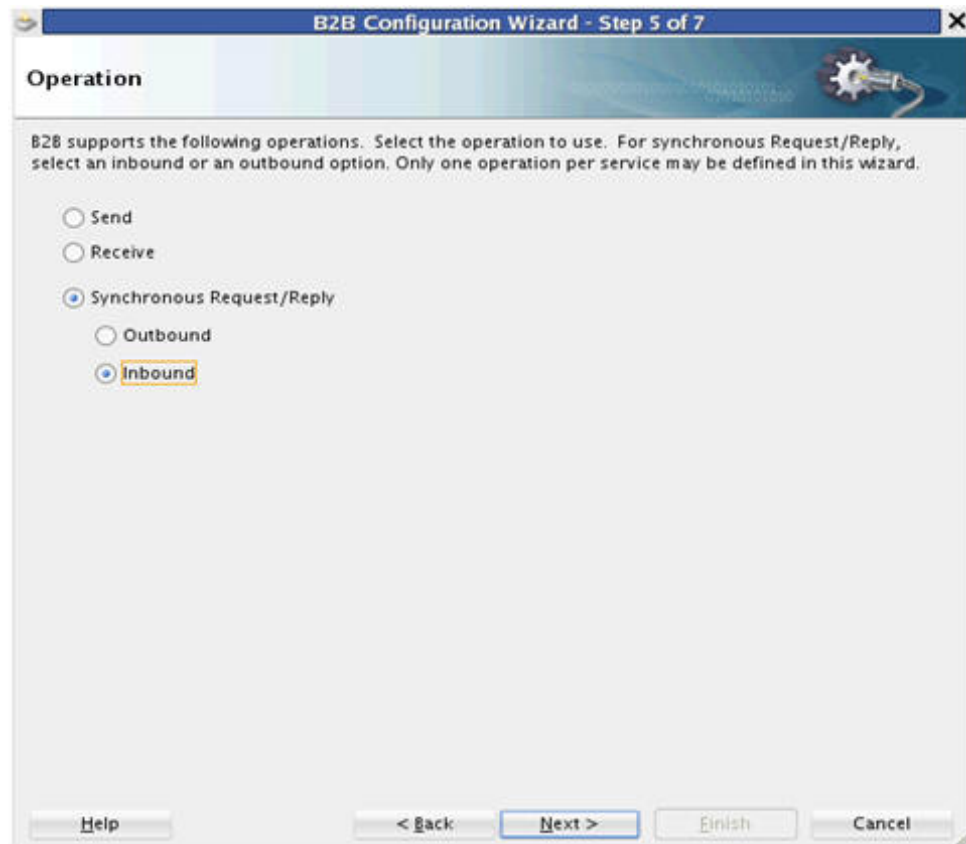 B2B Configuration Wizard - Step 5 of 7
Operation
B2B supports the following operations. Select the operation to use. For synchronous Request/Reply,
select an inbound or an outbound option. Only one operation per service may be defined in this wizard.
Send
Receive
Synchronous Request/Reply
Outbound
Inbound
Help < Back Next > Finish Cancel